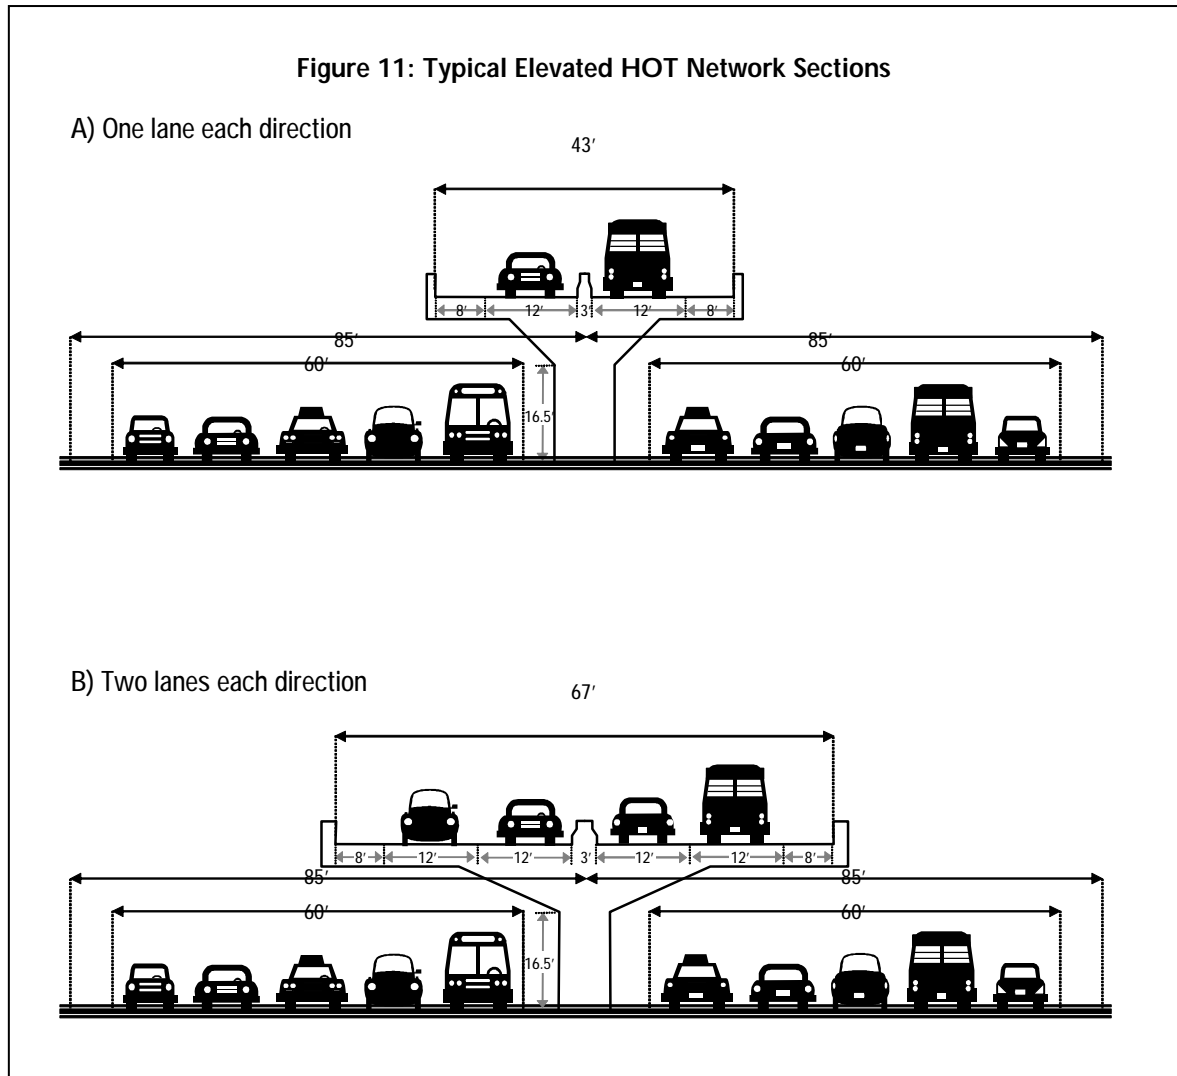 Figure 11: Typical Elevated HOT Network Sections
A) One lane each direction
43′
8′ 12′ 3′ 12′ 8′
85′ 85′
60′ 60′
16.5′
B) Two lanes each direction
67′
8′ 12′ 12′ 3′ 12′ 12′ 8′
85′ 85′
60′ 60′
16.5′